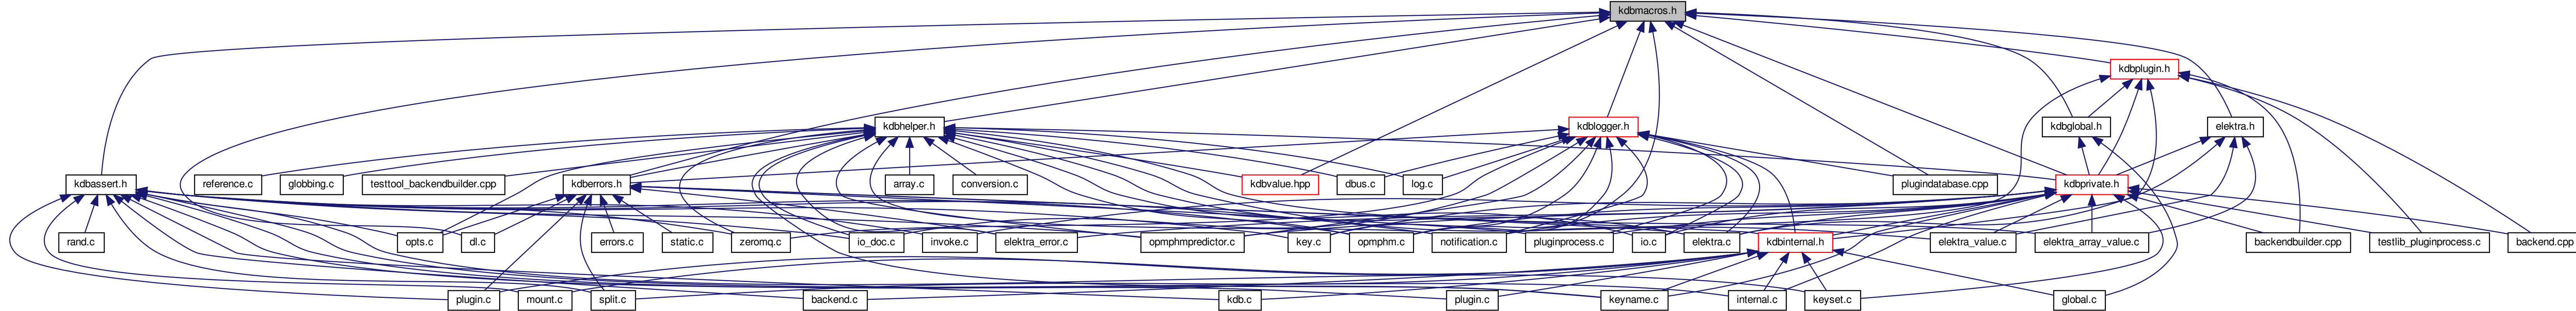 kdbmacros.h
kdbplugin.h
kdbhelper.h
kdblogger.h
kdbglobal.h
elektra.h
kdbassert.h
reference.c
globbing.c
testtool_backendbuilder.cpp
kdberrors.h
array.c
conversion.c
kdbvalue.hpp
dbus.c
log.c
plugindatabase.cpp
kdbprivate.h
rand.c
opts.c
dl.c
errors.c
static.c
zeromq.c
io_doc.c
invoke.c
elektra_error.c
opmphmpredictor.c
key.c
opmphm.c
notification.c
pluginprocess.c
io.c
elektra.c
kdbinternal.h
elektra_value.c
elektra_array_value.c
backendbuilder.cpp
testlib_pluginprocess.c
backend.cpp
plugin.c
mount.c
split.c
backend.c
kdb.c
plugin.c
keyname.c
internal.c
keyset.c
global.c